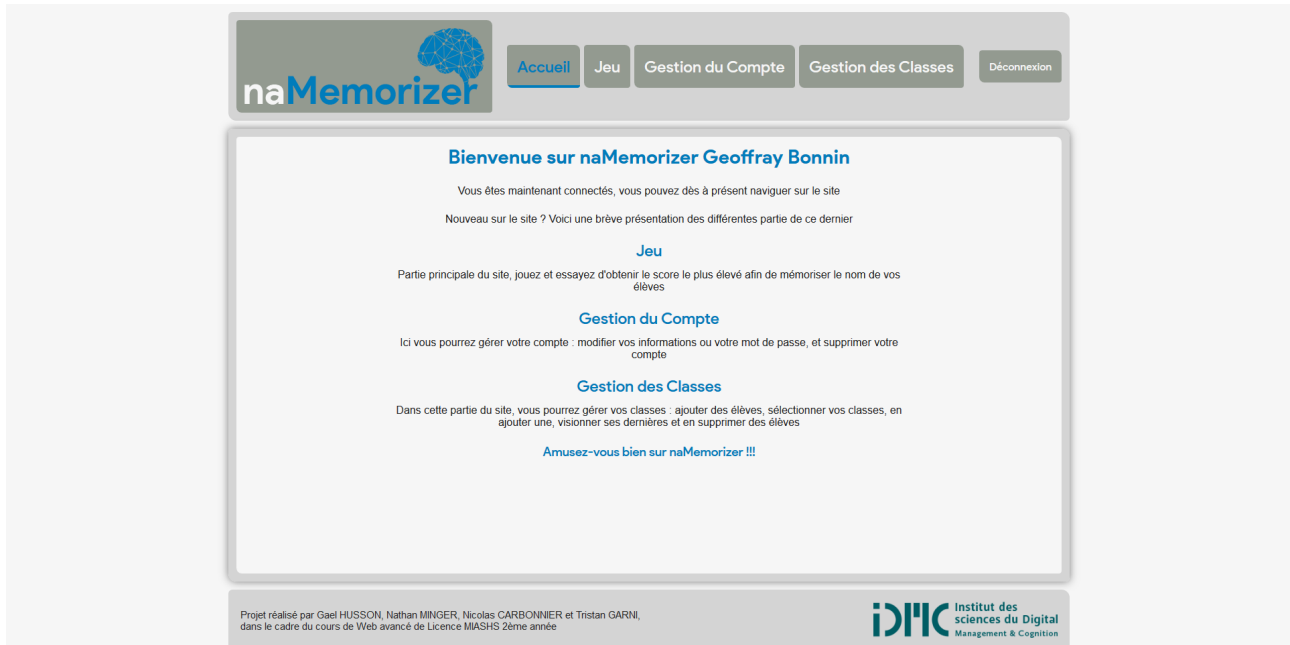 naMemorizer
Accueil
Jeu
Gestion du Compte
Gestion des Classes
Déconnexion
Bienvenue sur naMemorizer Geoffray Bonnin
Vous êtes maintenant connectés, vous pouvez dès à présent naviguer sur le site
Nouveau sur le site ? Voici une brève présentation des différentes partie de ce dernier
Jeu
Partie principale du site, jouez et essayez d'obtenir le score le plus élevé afin de mémoriser le nom de vos
élèves
Gestion du Compte
Ici vous pourrez gérer votre compte : modifier vos informations ou votre mot de passe, et supprimer votre
compte
Gestion des Classes
Dans cette partie du site, vous pourrez gérer vos classes : ajouter des élèves, sélectionner vos classes, en
ajouter une, visionner ses dernières et en supprimer des élèves
Amusez-vous bien sur naMemorizer !!!
Projet réalisé par Gael HUSSON, Nathan MINGER, Nicolas CARBONNIER et Tristan GARNI,
dans le cadre du cours de Web avancé de Licence MIASHS 2ème année
iDMC
Institut des
sciences du Digital
Management & Cognition